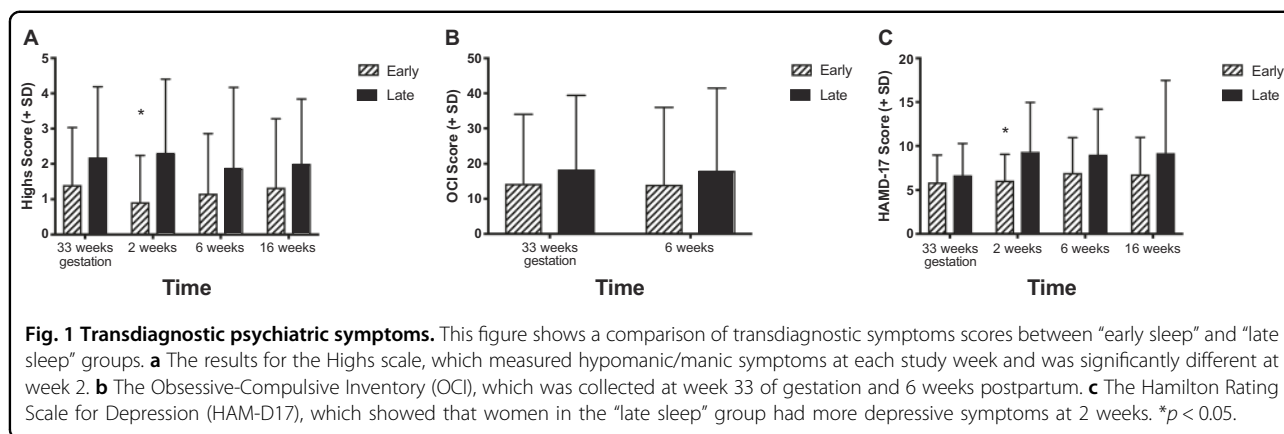 A
Highs Score (+ SD)
5
4
3
2
1
0
*
Early
Late
33 weeks
gestation
2 weeks
6 weeks
16 weeks
Time
B
OCI Score (+ SD)
50
40
30
20
10
0
Early
Late
33 weeks
gestation
6 weeks
Time
C
HAMD-17 Score (+ SD)
20
15
10
5
0
*
Early
Late
33 weeks
gestation
2 weeks
6 weeks
16 weeks
Time
Fig. 1 Transdiagnostic psychiatric symptoms. This figure shows a comparison of transdiagnostic symptoms scores between “early sleep” and “late
sleep” groups. a The results for the Highs scale, which measured hypomanic/manic symptoms at each study week and was significantly different at
week 2. b The Obsessive-Compulsive Inventory (OCI), which was collected at week 33 of gestation and 6 weeks postpartum. c The Hamilton Rating
Scale for Depression (HAM-D17), which showed that women in the “late sleep” group had more depressive symptoms at 2 weeks. *p < 0.05.